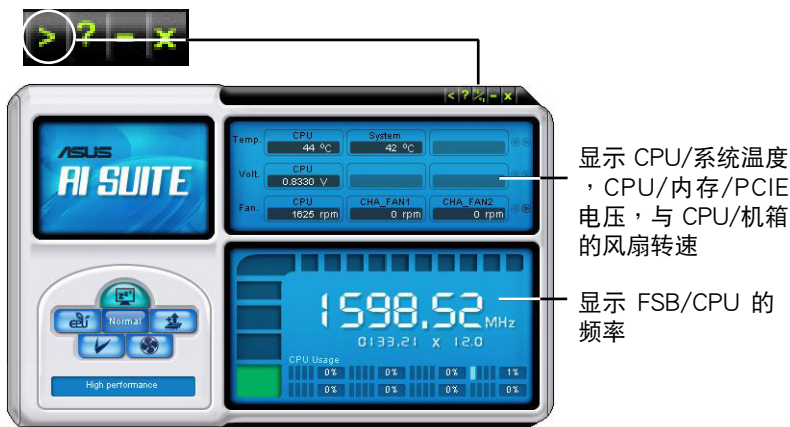 > ? - x
< ? °C/°F - x
ASUS
AI SUITE
Temp. CPU 44 °C System 42 °C
Volt. CPU 0.8330 V
Fan. CPU 1625 rpm CHA_FAN1 0 rpm CHA_FAN2 0 rpm
显示 CPU/系统温度
，CPU/内存/PCIE
电压，与 CPU/机箱
的风扇转速
1598.52 MHz
0133.21 x 12.0
显示 FSB/CPU 的
频率
CPU Usage
0% 0% 0% 1%
0% 0% 0% 0%
zzz
Normal
High performance